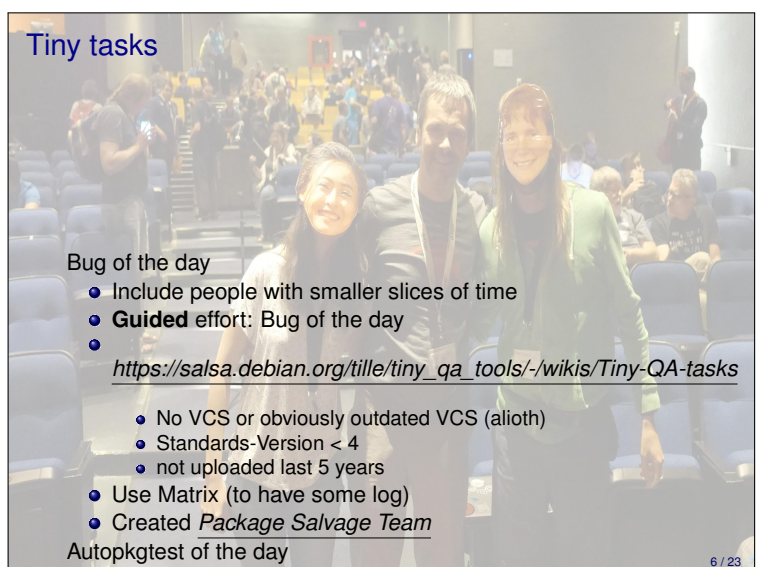 Tiny tasks
Bug of the day
Include people with smaller slices of time
Guided effort: Bug of the day
https://salsa.debian.org/tille/tiny_qa_tools/-/wikis/Tiny-QA-tasks
No VCS or obviously outdated VCS (alioth)
Standards-Version < 4
not uploaded last 5 years
Use Matrix (to have some log)
Created Package Salvage Team
Autopkgtest of the day
6 / 23